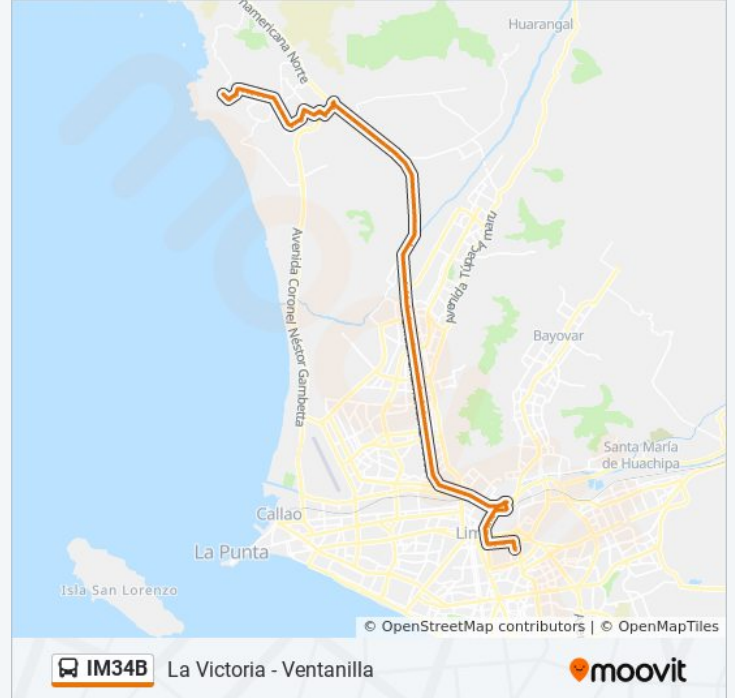 Huarangal
namericana Norte
Avenida Túpac Amaru
Avenida Coronel Néstor Gambetta
Bayovar
Santa María
de Huachipa
Callao
Lim
La Punta
Isla San Lorenzo
© OpenStreetMap contributors | © OpenMapTiles
IM34B La Victoria - Ventanilla
moovit